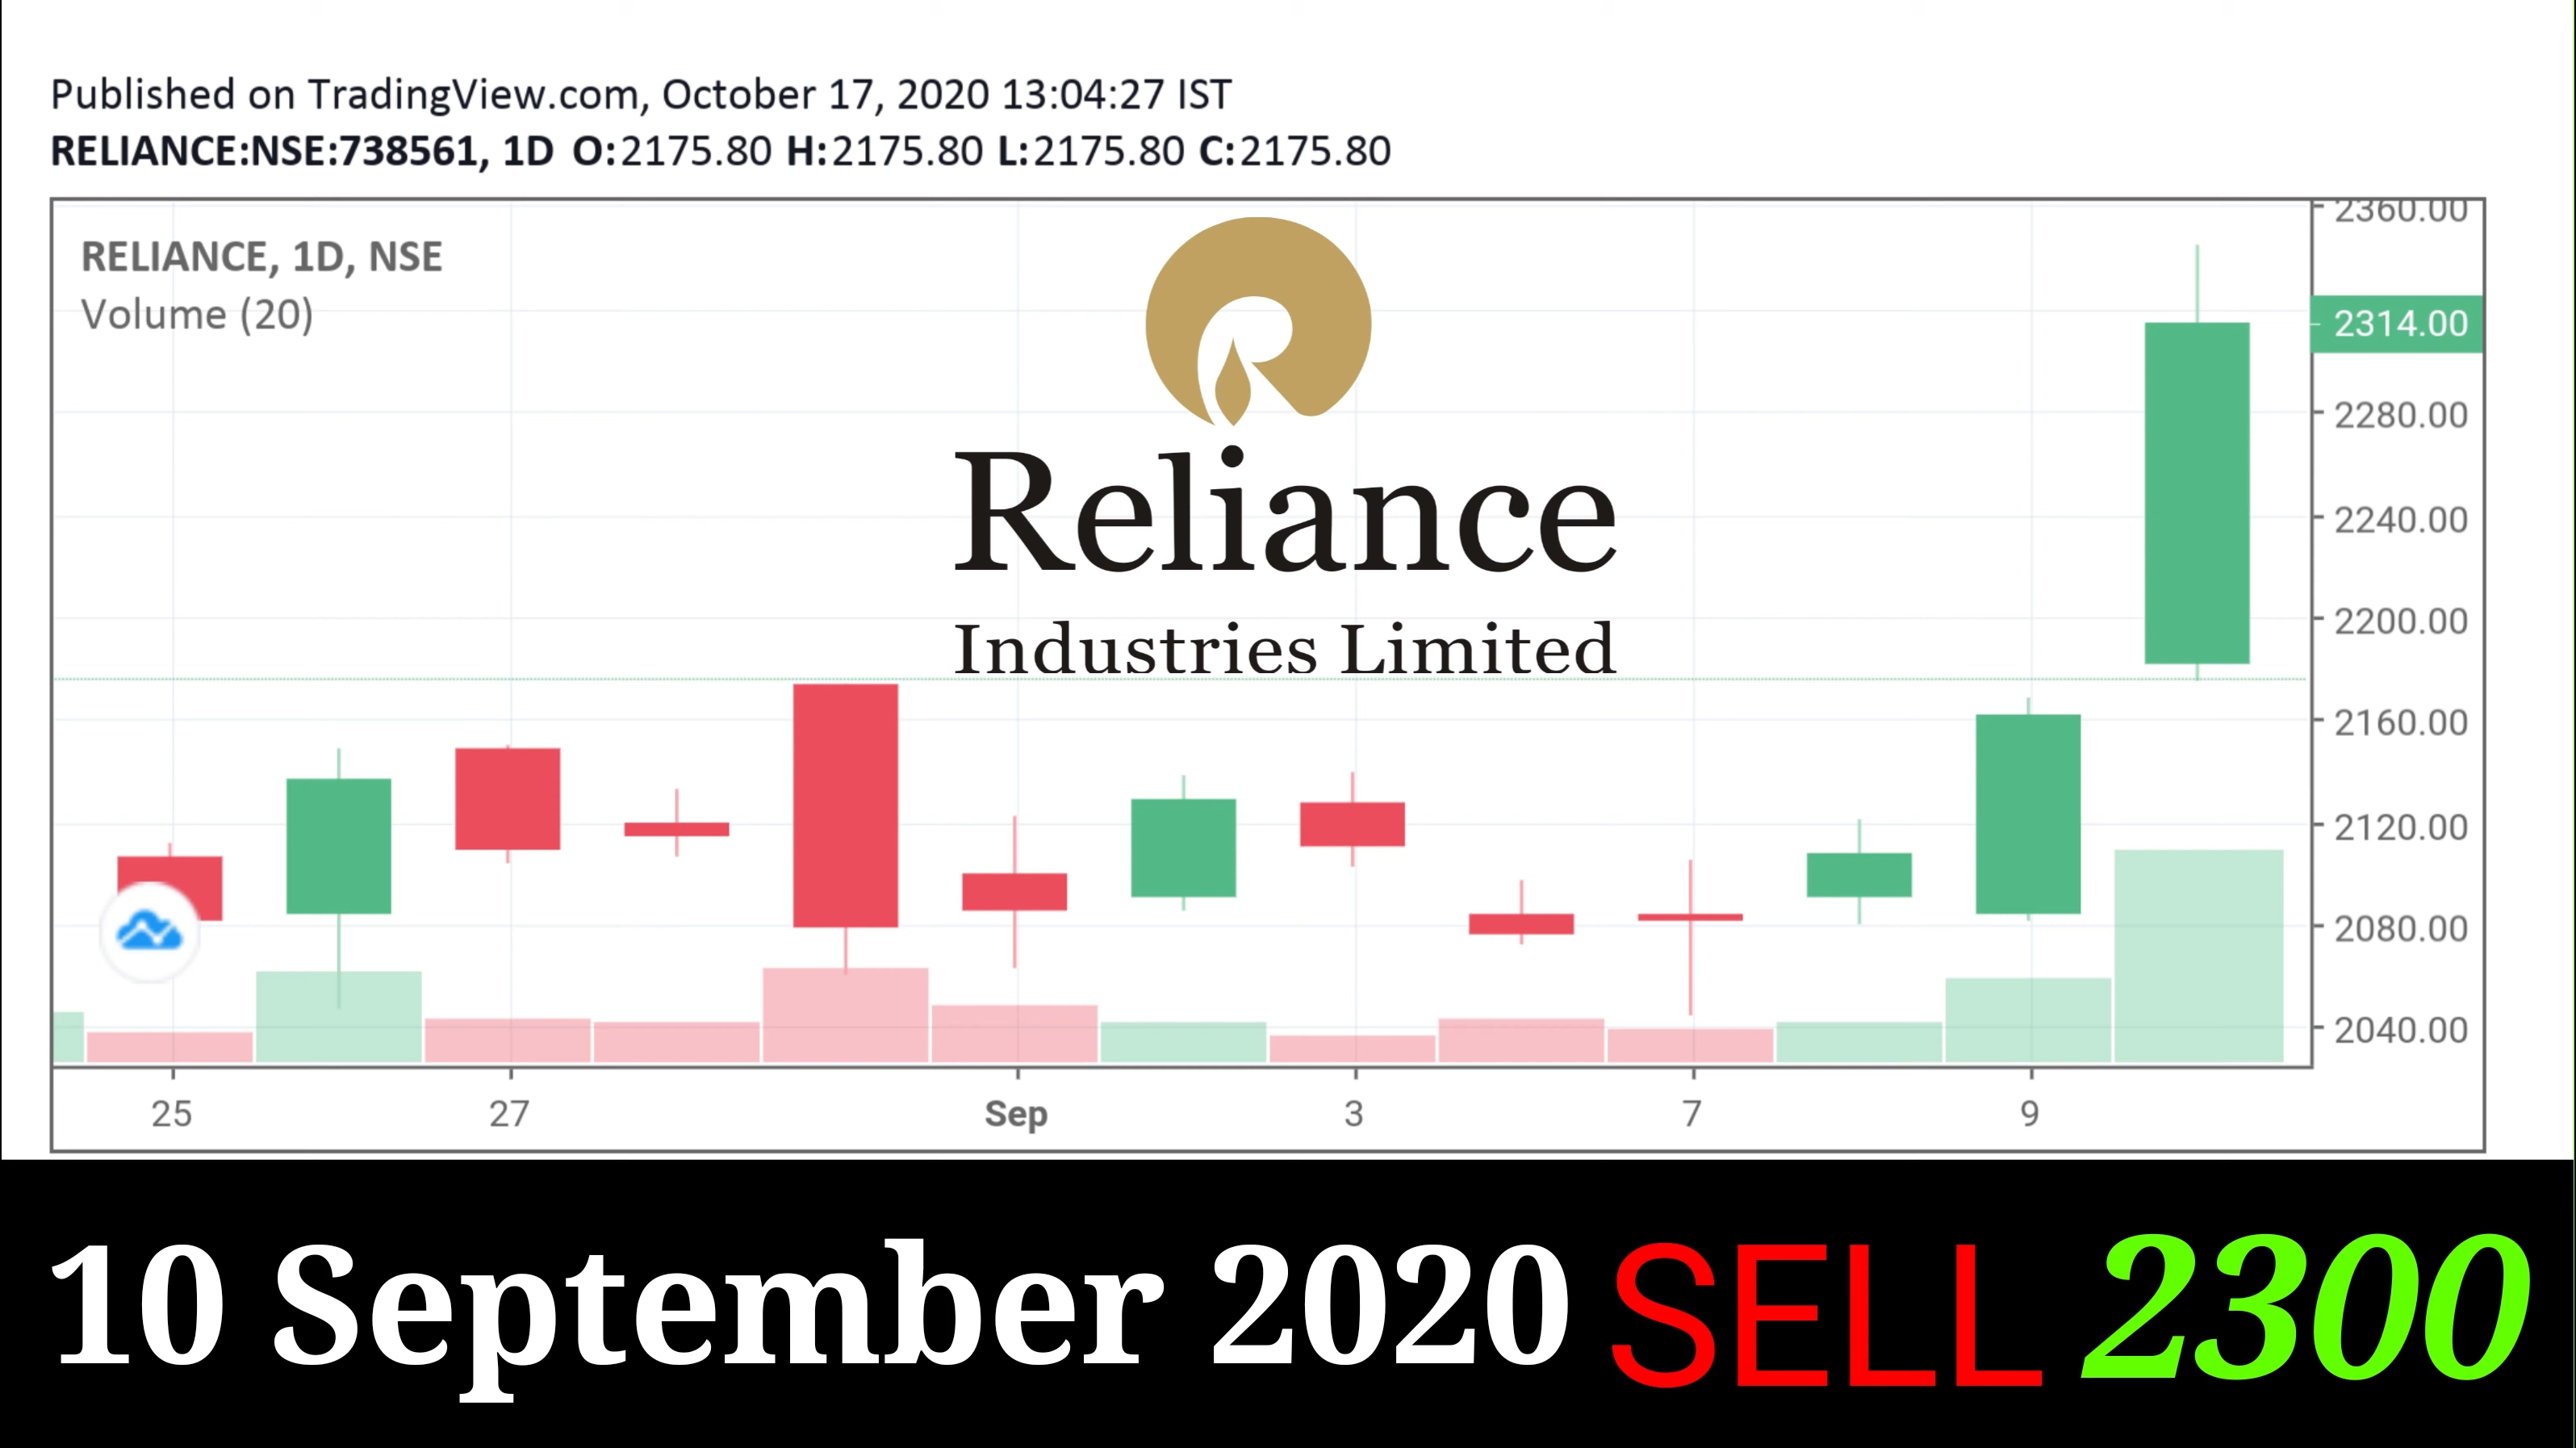 Published on TradingView.com, October 17, 2020 13:04:27 IST
RELIANCE:NSE:738561, 1D O:2175.80 H:2175.80 L:2175.80 C:2175.80
RELIANCE, 1D, NSE
Volume (20)
Reliance
Industries Limited
2360.00
2314.00
2280.00
2240.00
2200.00
2160.00
2120.00
2080.00
2040.00
25 27 Sep 3 7 9
10 September 2020 SELL 2300